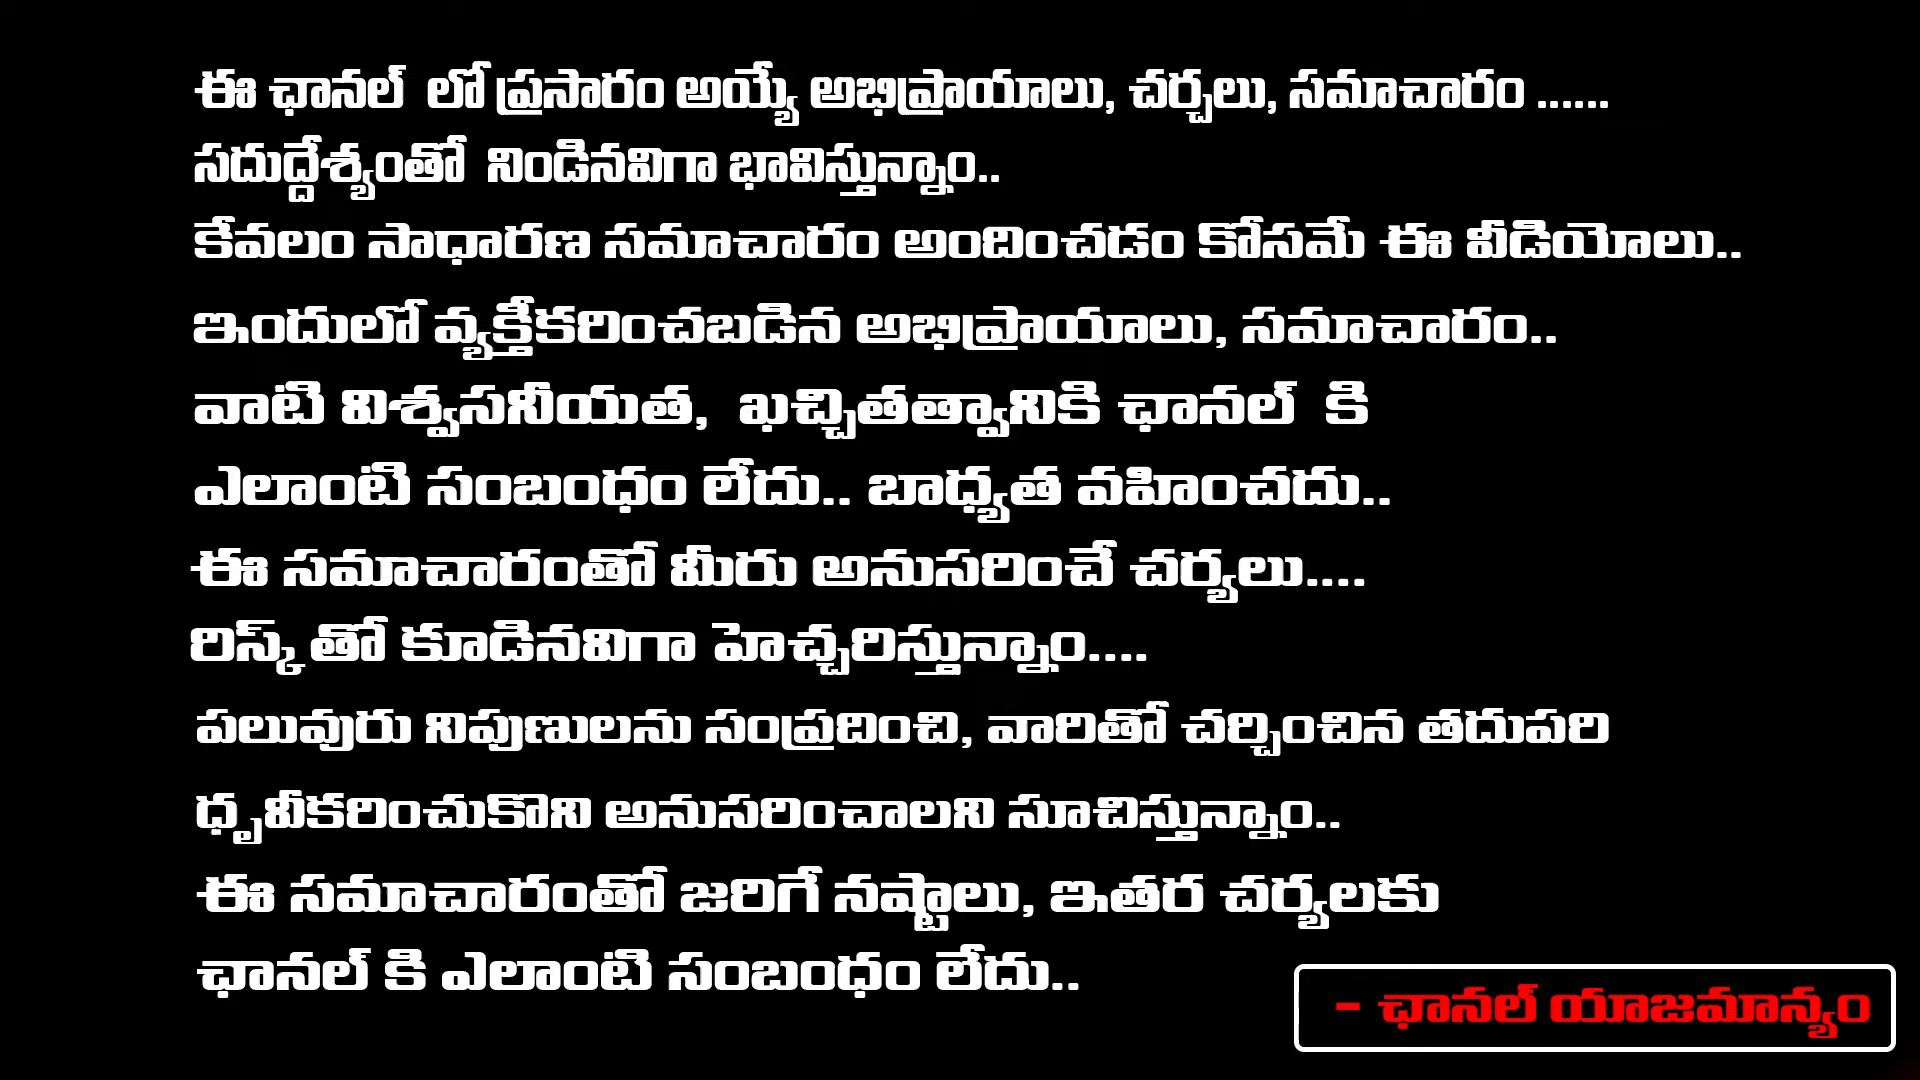 ఈ ఛానల్ లో ప్రసారం అయ్యే అభిప్రాయాలు, చర్చలు, సమాచారం ......
సదుద్దేశ్యంతో నిండినవిగా భావిస్తున్నాం..
కేవలం సాధారణ సమాచారం అందించడం కోసమే ఈ వీడియోలు..
ఇందులో వ్యక్తీకరించబడిన అభిప్రాయాలు, సమాచారం..
వాటి విశ్వసనీయత, ఖచ్చితత్వానికి ఛానల్ కి
ఎలాంటి సంబంధం లేదు.. బాధ్యత వహించదు..
ఈ సమాచారంతో మీరు అనుసరించే చర్యలు....
రిస్క్ తో కూడినవిగా హెచ్చరిస్తున్నాం....
పలువురు నిపుణులను సంప్రదించి, వారితో చర్చించిన తదుపరి
ధృవీకరించుకొని అనుసరించాలని సూచిస్తున్నాం..
ఈ సమాచారంతో జరిగే నష్టాలు, ఇతర చర్యలకు
ఛానల్ కి ఎలాంటి సంబంధం లేదు..
- ఛానల్ యాజమాన్యం